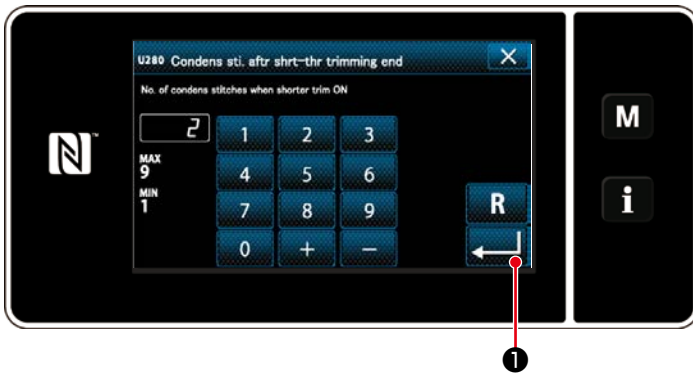 U280 Condens sti. aftr shrt-thr trimming end
No. of condens stitches when shorter trim ON
2
MAX
9
MIN
1
1 2 3
4 5 6
7 8 9
0 + −
R
M
i
N
❶